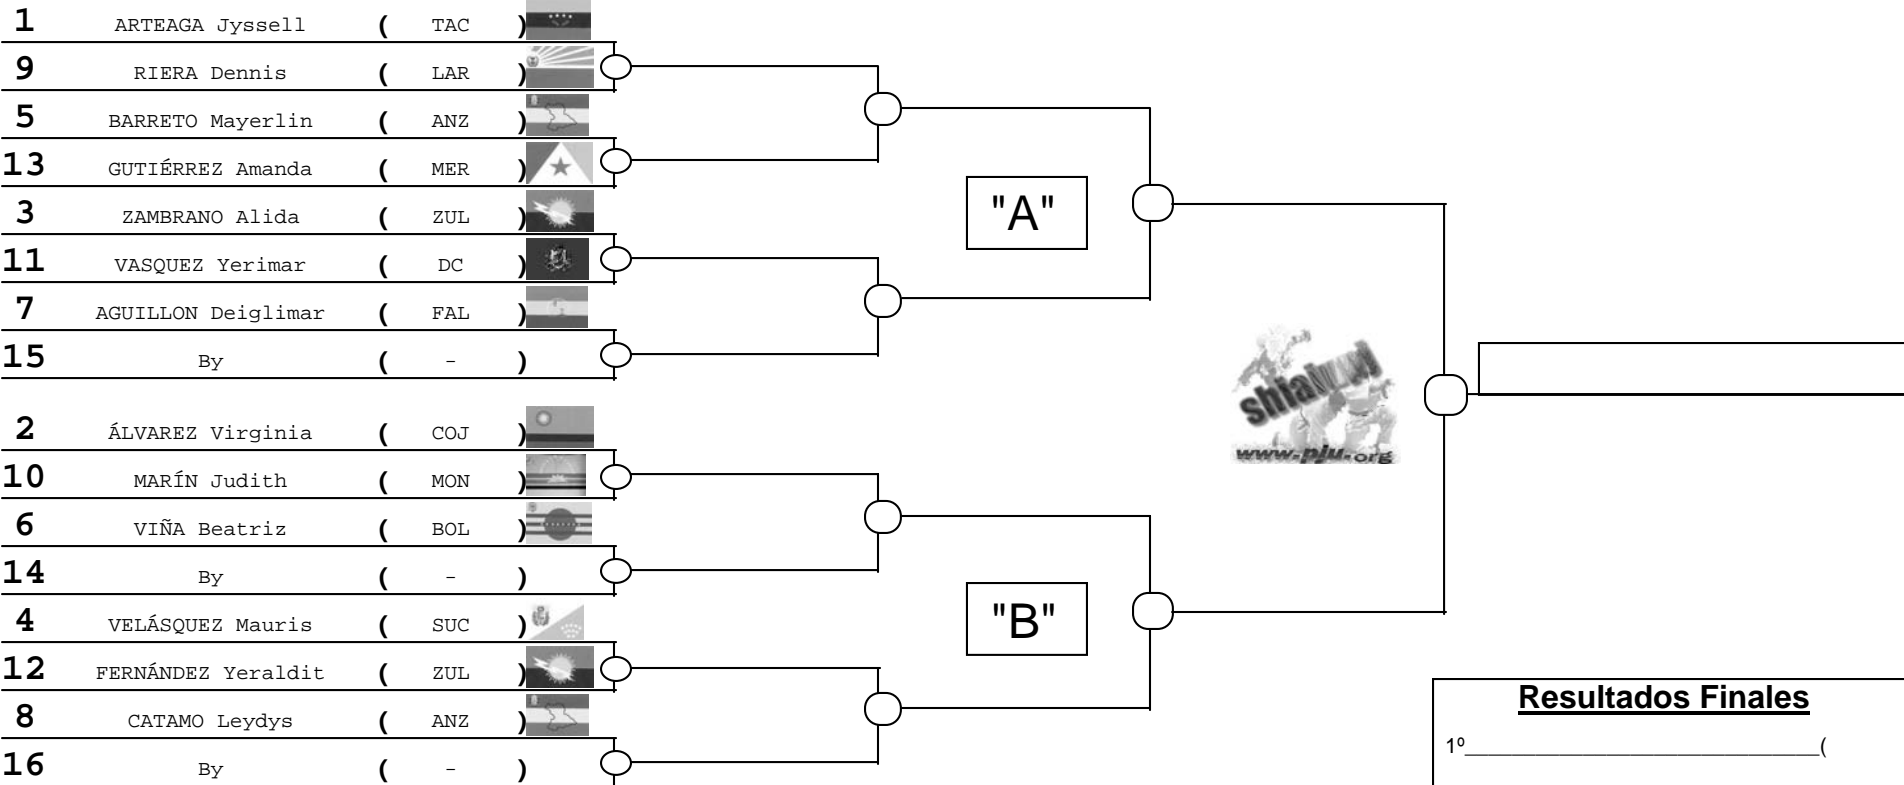 1 ARTEAGA Jyssell ( TAC )
9 RIERA Dennis ( LAR )
5 BARRETO Mayerlin ( ANZ )
13 GUTIÉRREZ Amanda ( MER )
3 ZAMBRANO Alida ( ZUL )
"A"
11 VASQUEZ Yerimar ( DC )
7 AGUILLON Deiglimar ( FAL )
15 By ( - )
shiai
2 ÁLVAREZ Virginia ( COJ )
www.pju.org
10 MARÍN Judith ( MON )
6 VIÑA Beatriz ( BOL )
14 By ( - )
4 VELÁSQUEZ Mauris ( SUC )
"B"
12 FERNÁNDEZ Yeraldit ( ZUL )
Resultados Finales
8 CATAMO Leydys ( ANZ )
1º______________________________(
16 By ( - )